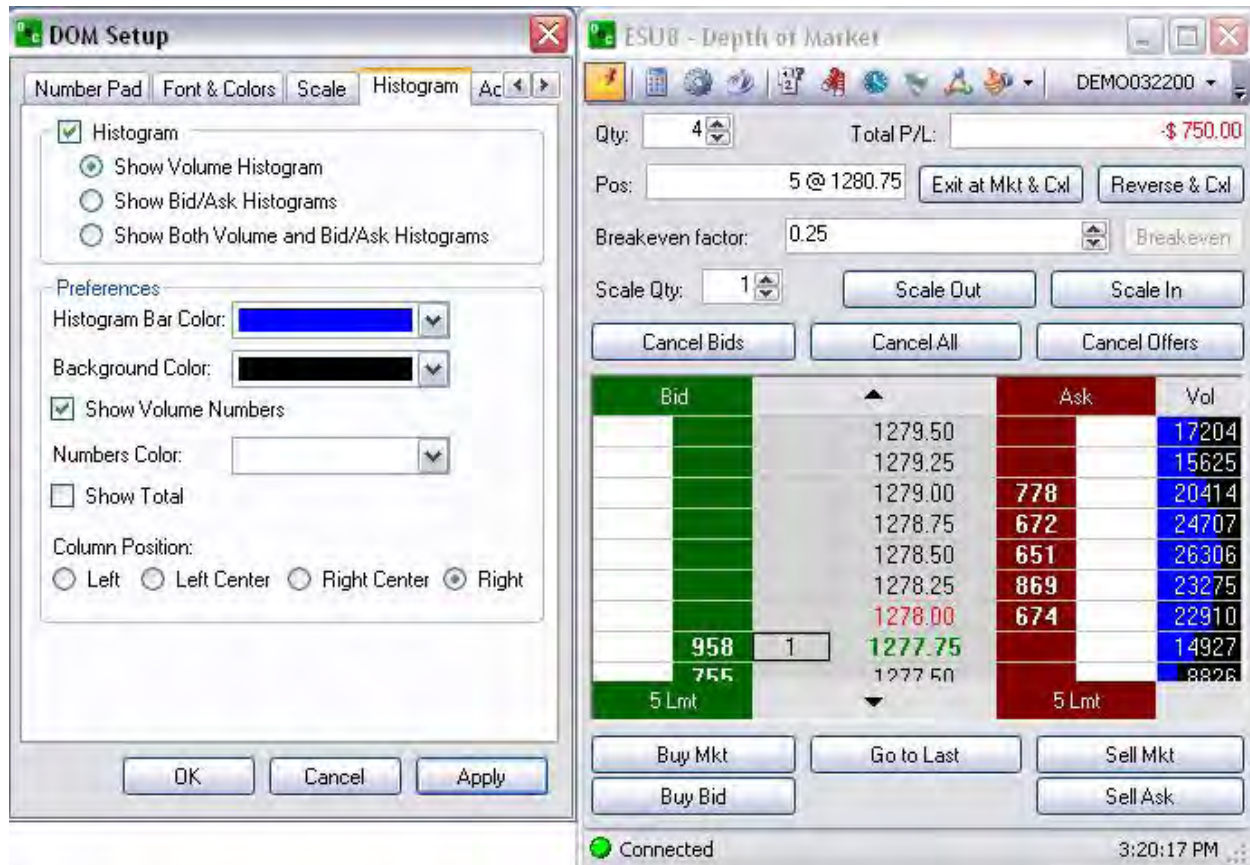 DOM Setup
Number Pad Font & Colors Scale Histogram Ac
Histogram
Show Volume Histogram
Show Bid/Ask Histograms
Show Both Volume and Bid/Ask Histograms
Preferences
Histogram Bar Color:
Background Color:
Show Volume Numbers
Numbers Color:
Show Total
Column Position:
Left Left Center Right Center Right
OK Cancel Apply
ESU8 - Depth of Market
DEMO032200
Qty: 4 Total P/L: -$ 750.00
Pos: 5 @ 1280.75 Exit at Mkt & Cxl Reverse & Cxl
Breakeven factor: 0.25 Breakeven
Scale Qty: 1 Scale Out Scale In
Cancel Bids Cancel All Cancel Offers
Bid Ask Vol
1279.50 17204
1279.25 15625
1279.00 778 20414
1278.75 672 24707
1278.50 651 26306
1278.25 869 23275
1278.00 674 22910
958 1 1277.75 14927
755 1277.50 8826
5 Lmt 5 Lmt
Buy Mkt Go to Last Sell Mkt
Buy Bid Sell Ask
Connected 3:20:17 PM